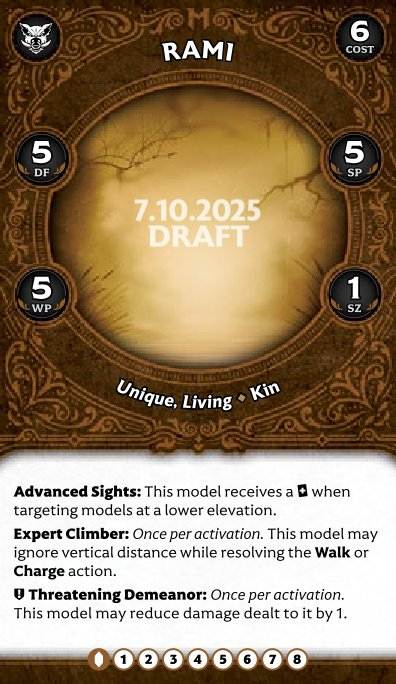 RAMI
6
COST
5
DF
5
SP
7.10.2025
DRAFT
5
WP
1
SZ
Unique, Living ◆ Kin
Advanced Sights: This model receives a when
targeting models at a lower elevation.
Expert Climber: Once per activation. This model may
ignore vertical distance while resolving the Walk or
Charge action.
Threatening Demeanor: Once per activation.
This model may reduce damage dealt to it by 1.
1 2 3 4 5 6 7 8